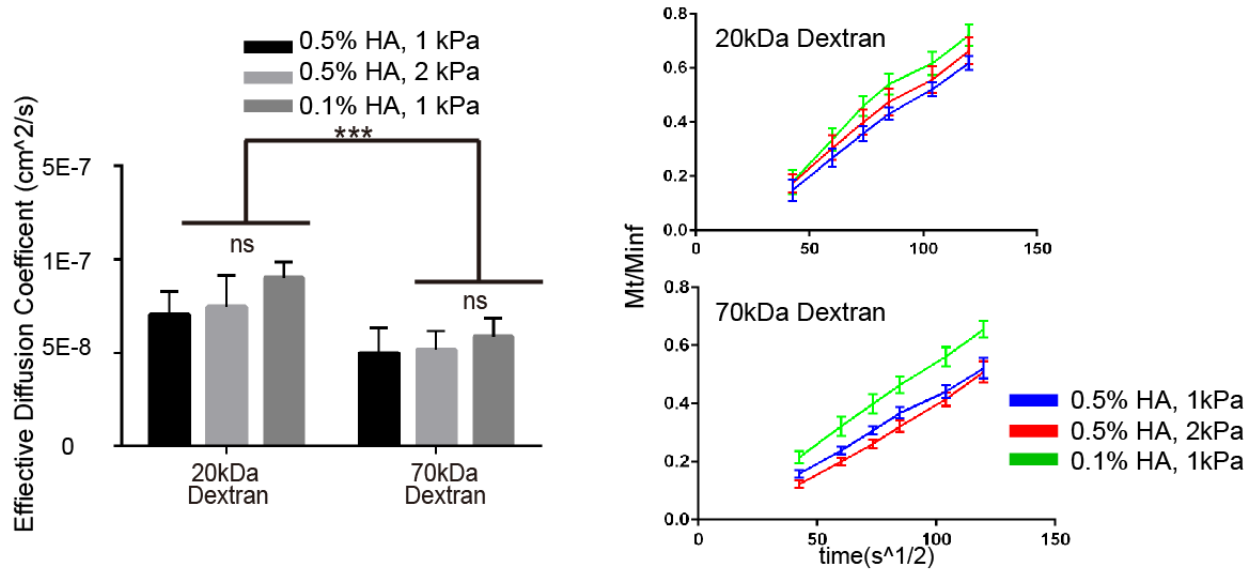 0.5% HA, 1 kPa
0.5% HA, 2 kPa
0.1% HA, 1 kPa
Effiective Diffusion Coefficent (cm^2/s)
5E-7
1E-7
5E-8
0
***
ns
ns
20kDa
Dextran
70kDa
Dextran
Mt/Minf
20kDa Dextran
0.8
0.6
0.4
0.2
0.0
0
50
100
150
70kDa Dextran
0.8
0.6
0.4
0.2
0.0
0
50
100
150
time(s^1/2)
0.5% HA, 1kPa
0.5% HA, 2kPa
0.1% HA, 1kPa